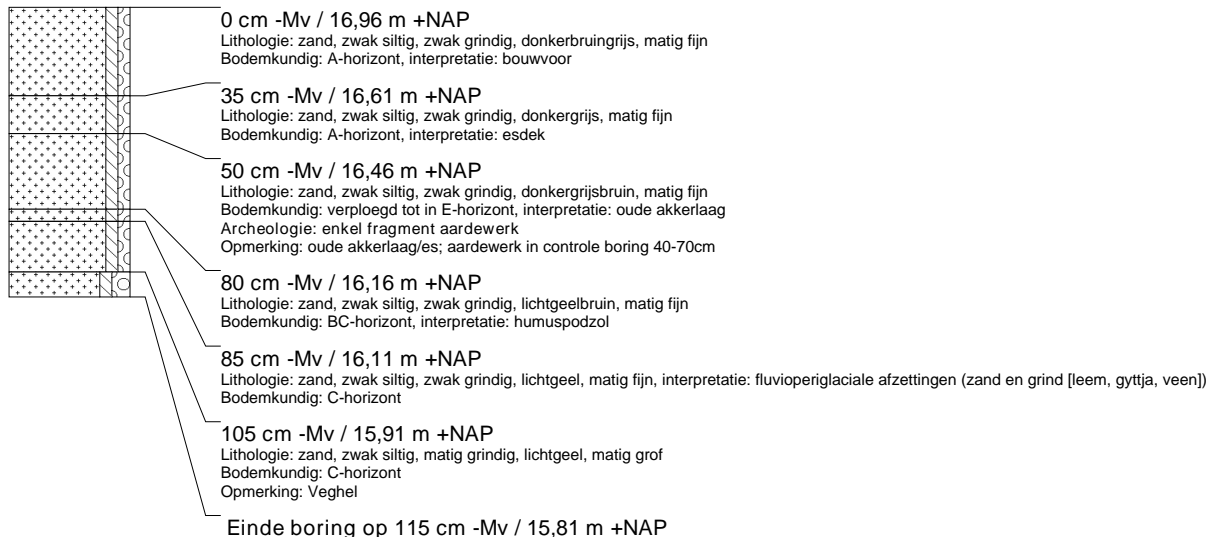 0 cm -Mv / 16,96 m +NAP
Lithologie: zand, zwak siltig, zwak grindig, donkerbruingrijs, matig fijn
Bodemkundig: A-horizont, interpretatie: bouwvoor
35 cm -Mv / 16,61 m +NAP
Lithologie: zand, zwak siltig, zwak grindig, donkergrijs, matig fijn
Bodemkundig: A-horizont, interpretatie: esdek
50 cm -Mv / 16,46 m +NAP
Lithologie: zand, zwak siltig, zwak grindig, donkergrijsbruin, matig fijn
Bodemkundig: verploegd tot in E-horizont, interpretatie: oude akkerlaag
Archeologie: enkel fragment aardewerk
Opmerking: oude akkerlaag/es; aardewerk in controle boring 40-70cm
80 cm -Mv / 16,16 m +NAP
Lithologie: zand, zwak siltig, zwak grindig, lichtgeelbruin, matig fijn
Bodemkundig: BC-horizont, interpretatie: humuspodzol
85 cm -Mv / 16,11 m +NAP
Lithologie: zand, zwak siltig, zwak grindig, lichtgeel, matig fijn, interpretatie: fluvioperiglaciale afzettingen (zand en grind [leem, gyttja, veen])
Bodemkundig: C-horizont
105 cm -Mv / 15,91 m +NAP
Lithologie: zand, zwak siltig, matig grindig, lichtgeel, matig grof
Bodemkundig: C-horizont
Opmerking: Veghel
Einde boring op 115 cm -Mv / 15,81 m +NAP